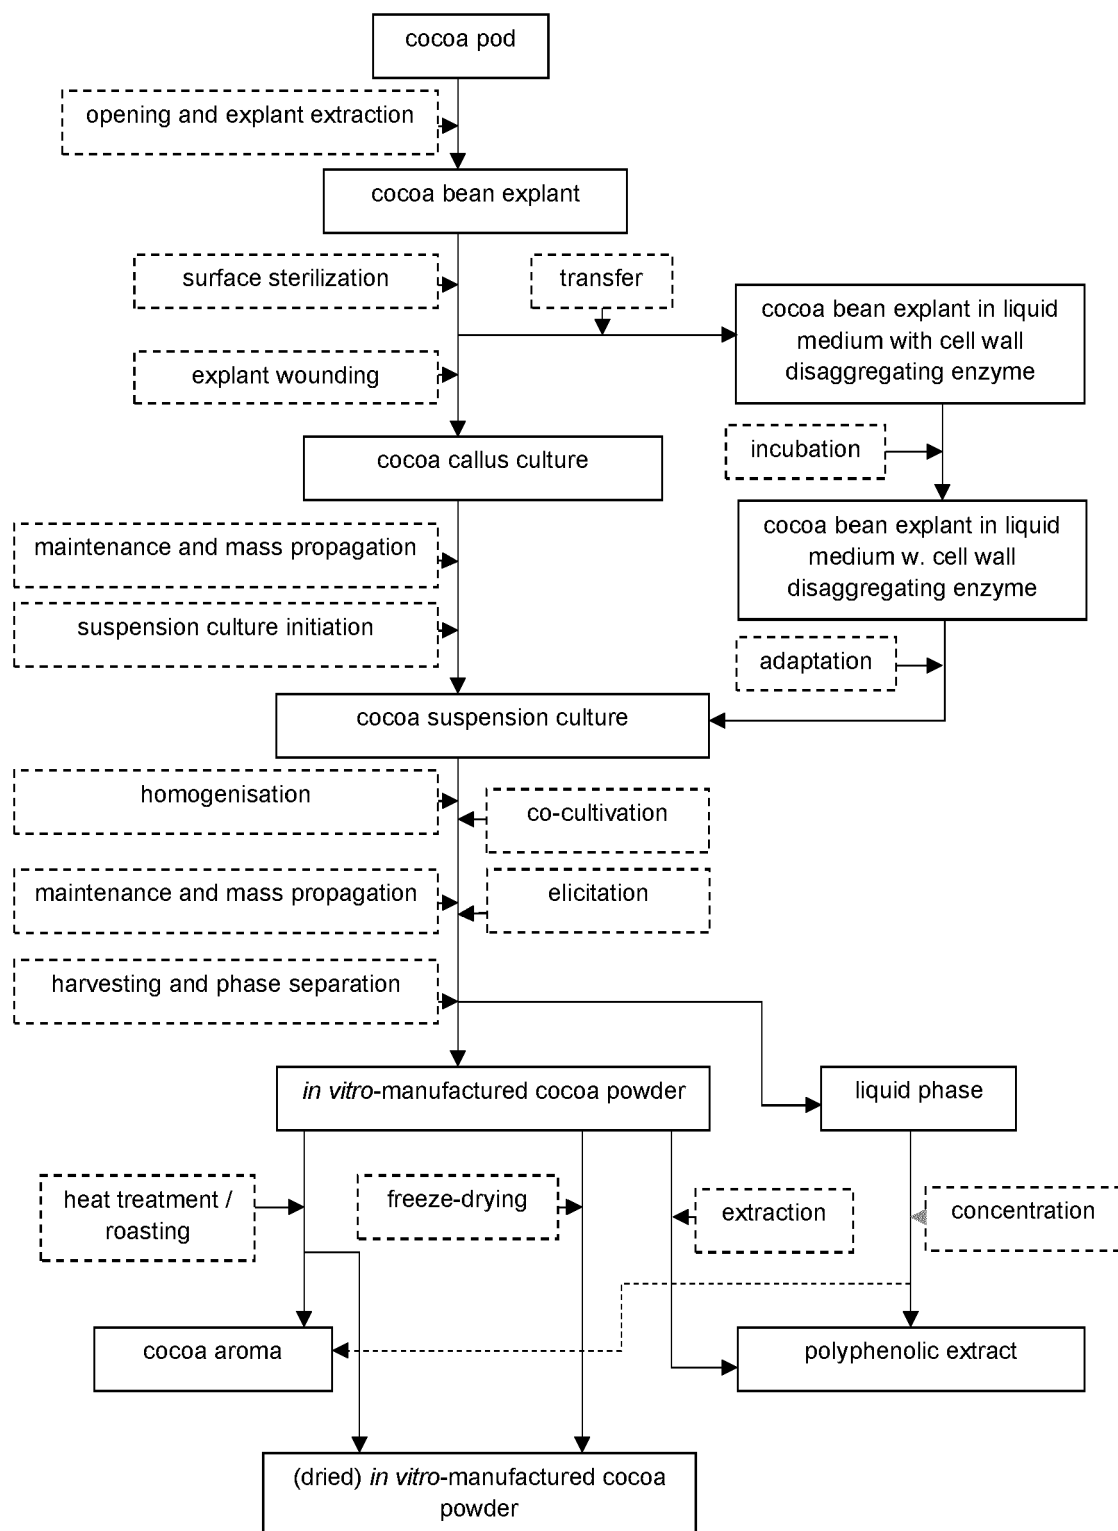 cocoa pod
opening and explant extraction
cocoa bean explant
surface sterilization
transfer
cocoa bean explant in liquid
medium with cell wall
disaggregating enzyme
explant wounding
cocoa callus culture
incubation
cocoa bean explant in liquid
medium w. cell wall
disaggregating enzyme
maintenance and mass propagation
suspension culture initiation
adaptation
cocoa suspension culture
homogenisation
co-cultivation
maintenance and mass propagation
elicitation
harvesting and phase separation
in vitro-manufactured cocoa powder
liquid phase
heat treatment /
roasting
freeze-drying
extraction
concentration
cocoa aroma
polyphenolic extract
(dried) in vitro-manufactured cocoa
powder